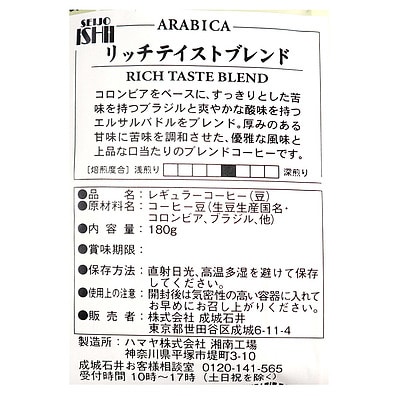 SEIJO
ISHII
ARABICA
リッチテイストブレンド
RICH TASTE BLEND
コロンビアをベースに、すっきりとした苦
味を持つブラジルと爽やかな酸味を持つ
エルサルバドルをブレンド。厚みのある
甘味に苦味を調和させた、優雅な風味と
上品な口当たりのブレンドコーヒーです。
[焙煎度合] 浅煎り 深煎り
●品名：レギュラーコーヒー(豆)
●原材料名：コーヒー豆(生豆生産国名・
コロンビア、ブラジル、他)
●内容量：180g
●賞味期限：
●保存方法：直射日光、高温多湿を避けて保存
してください。
●使用上の注意：開封後は気密性の高い容器に入れて
お早めにお召し上がりください。
●販売者：株式会社 成城石井
東京都世田谷区成城6-11-4
製造所：ハマヤ株式会社 湘南工場
神奈川県平塚市堤町3-10
成城石井お客様相談室 0120-141-565
受付時間 10時～17時（土日祝を除く）